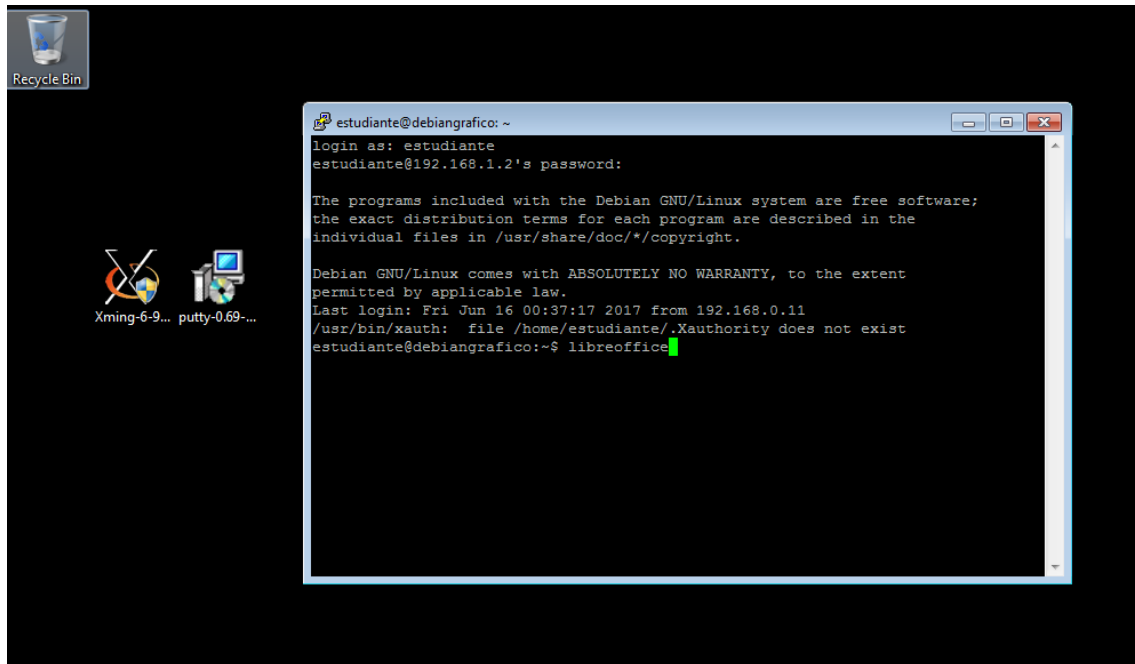 Recycle Bin
estudiante@debiangrafico: ~
login as: estudiante
estudiante@192.168.1.2's password:
The programs included with the Debian GNU/Linux system are free software;
the exact distribution terms for each program are described in the
individual files in /usr/share/doc/*/copyright.
Debian GNU/Linux comes with ABSOLUTELY NO WARRANTY, to the extent
permitted by applicable law.
Last login: Fri Jun 16 00:37:17 2017 from 192.168.0.11
/usr/bin/xauth:  file /home/estudiante/.Xauthority does not exist
estudiante@debiangrafico:~$ libreoffice
Xming-6-9... putty-0.69-...